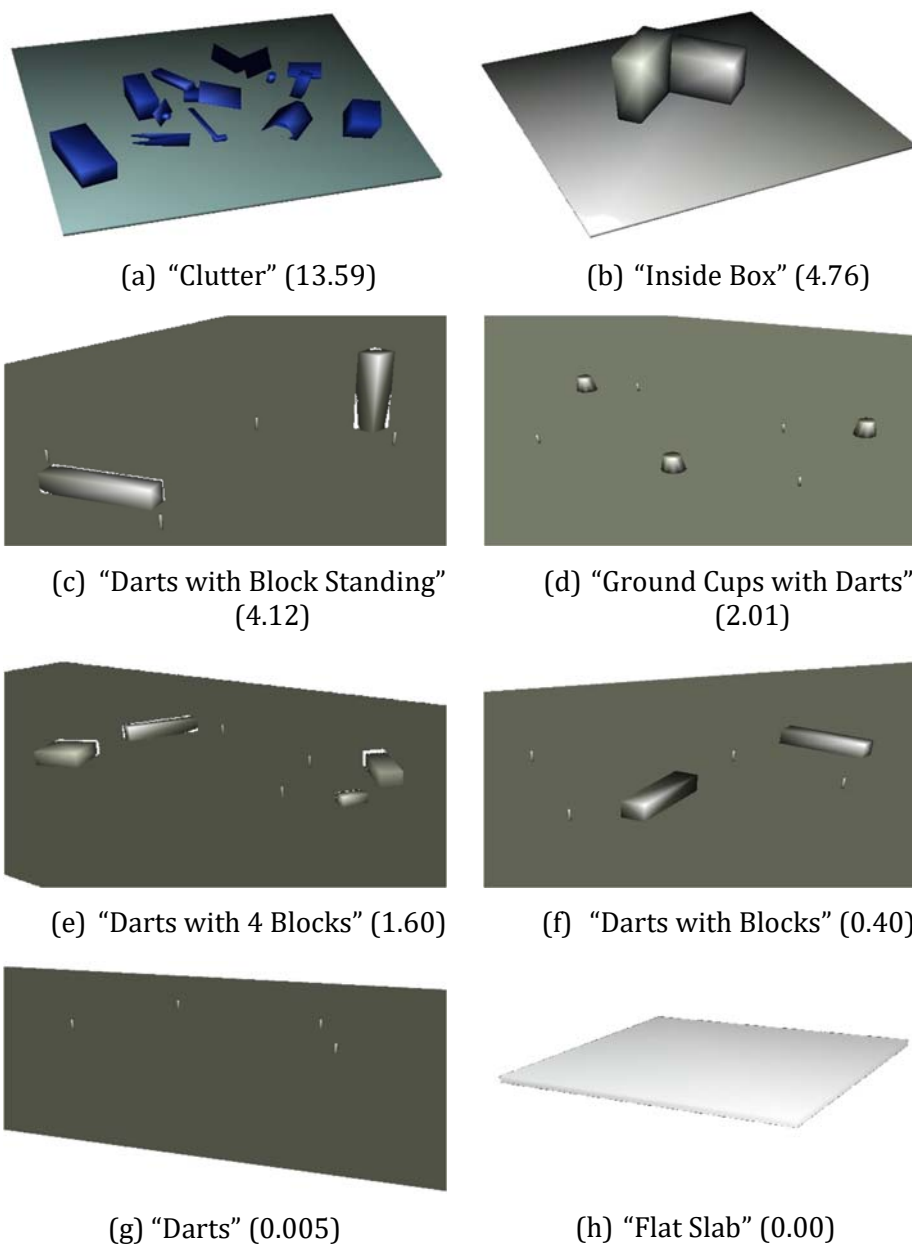 (a) “Clutter” (13.59)
(b) “Inside Box” (4.76)
(c) “Darts with Block Standing”
(4.12)
(d) “Ground Cups with Darts”
(2.01)
(e) “Darts with 4 Blocks” (1.60)
(f) “Darts with Blocks” (0.40)
(g) “Darts” (0.005)
(h) “Flat Slab” (0.00)